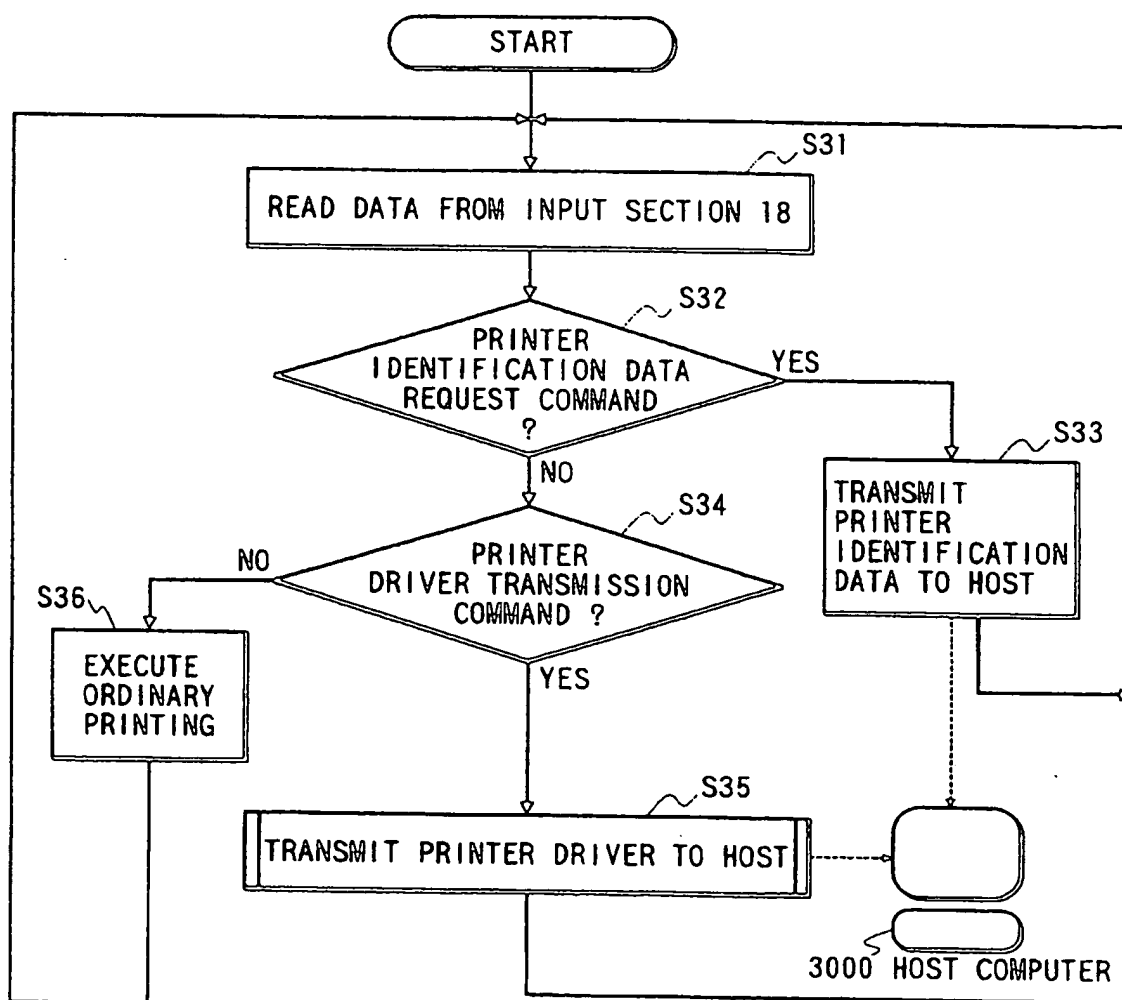 START
S31
READ DATA FROM INPUT SECTION 18
S32
PRINTER
IDENTIFICATION DATA
REQUEST COMMAND
?
YES
NO
S33
TRANSMIT
PRINTER
IDENTIFICATION
DATA TO HOST
S34
PRINTER
DRIVER TRANSMISSION
COMMAND ?
NO
YES
S36
EXECUTE
ORDINARY
PRINTING
S35
TRANSMIT PRINTER DRIVER TO HOST
3000 HOST COMPUTER